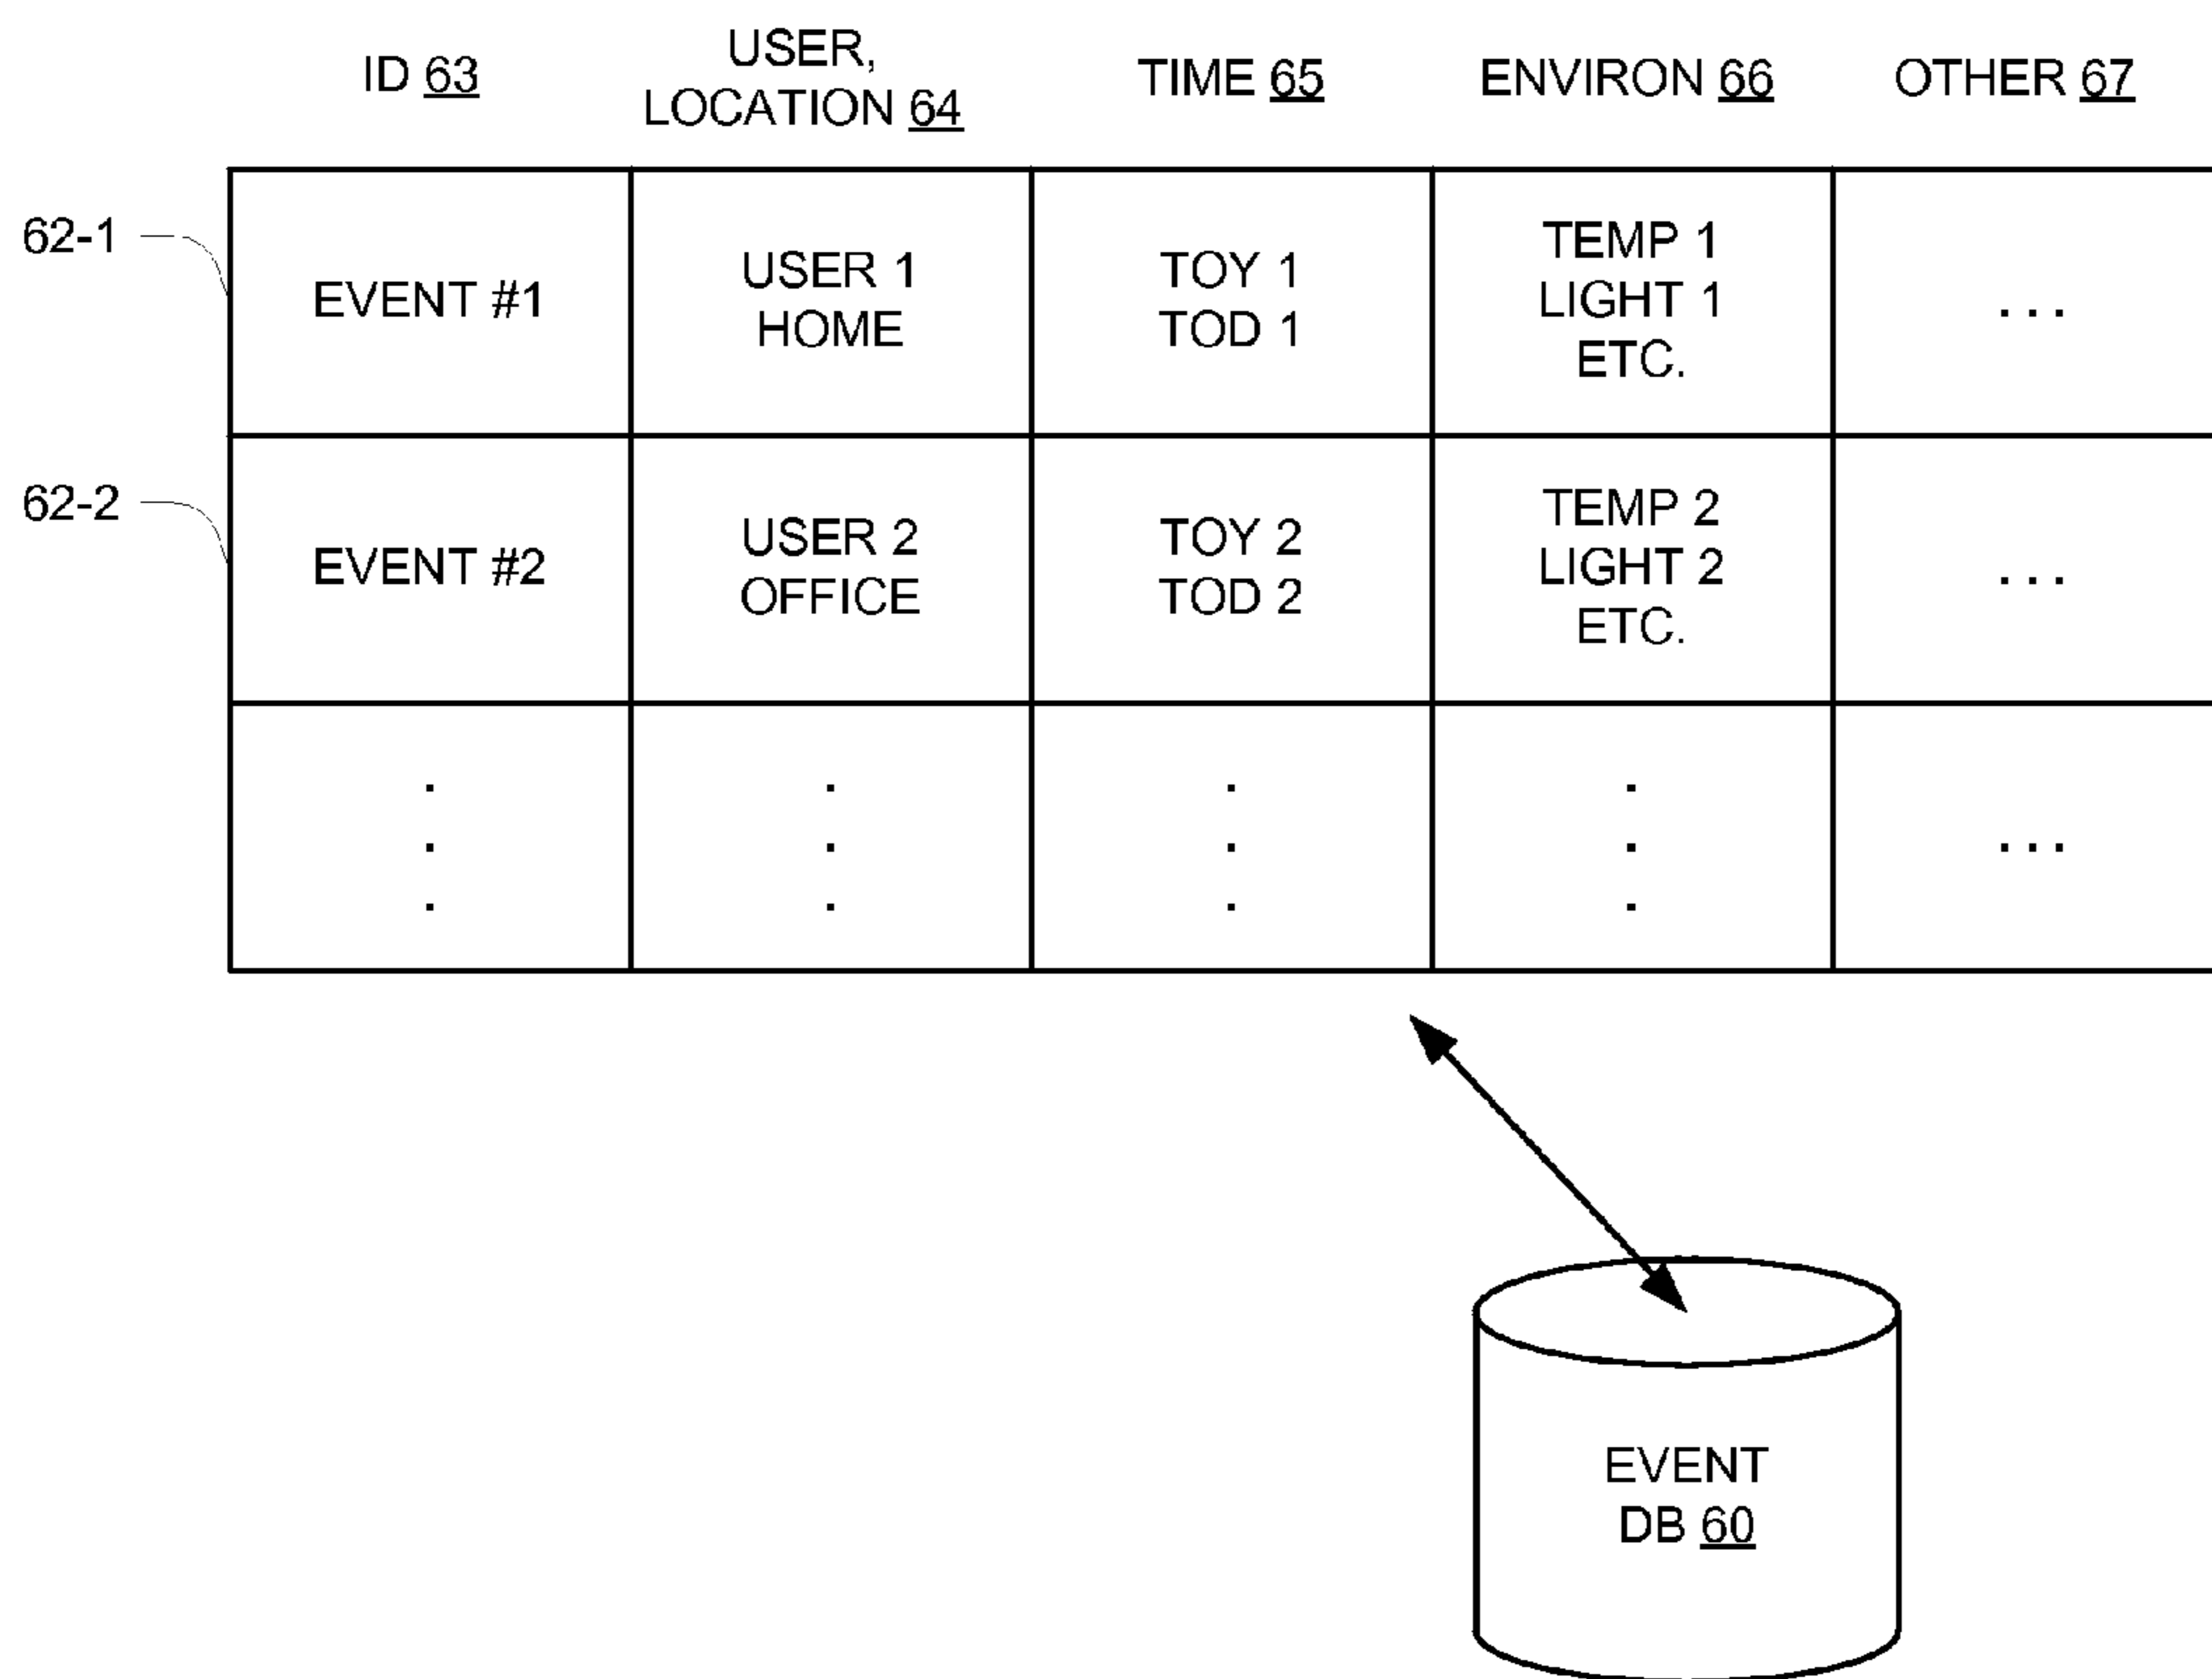 ID 63
USER,
LOCATION 64
TIME 65
ENVIRON 66
OTHER 67
62-1
EVENT #1
USER 1
HOME
TOY 1
TOD 1
TEMP 1
LIGHT 1
ETC.
...
62-2
EVENT #2
USER 2
OFFICE
TOY 2
TOD 2
TEMP 2
LIGHT 2
ETC.
...
...
EVENT
DB 60